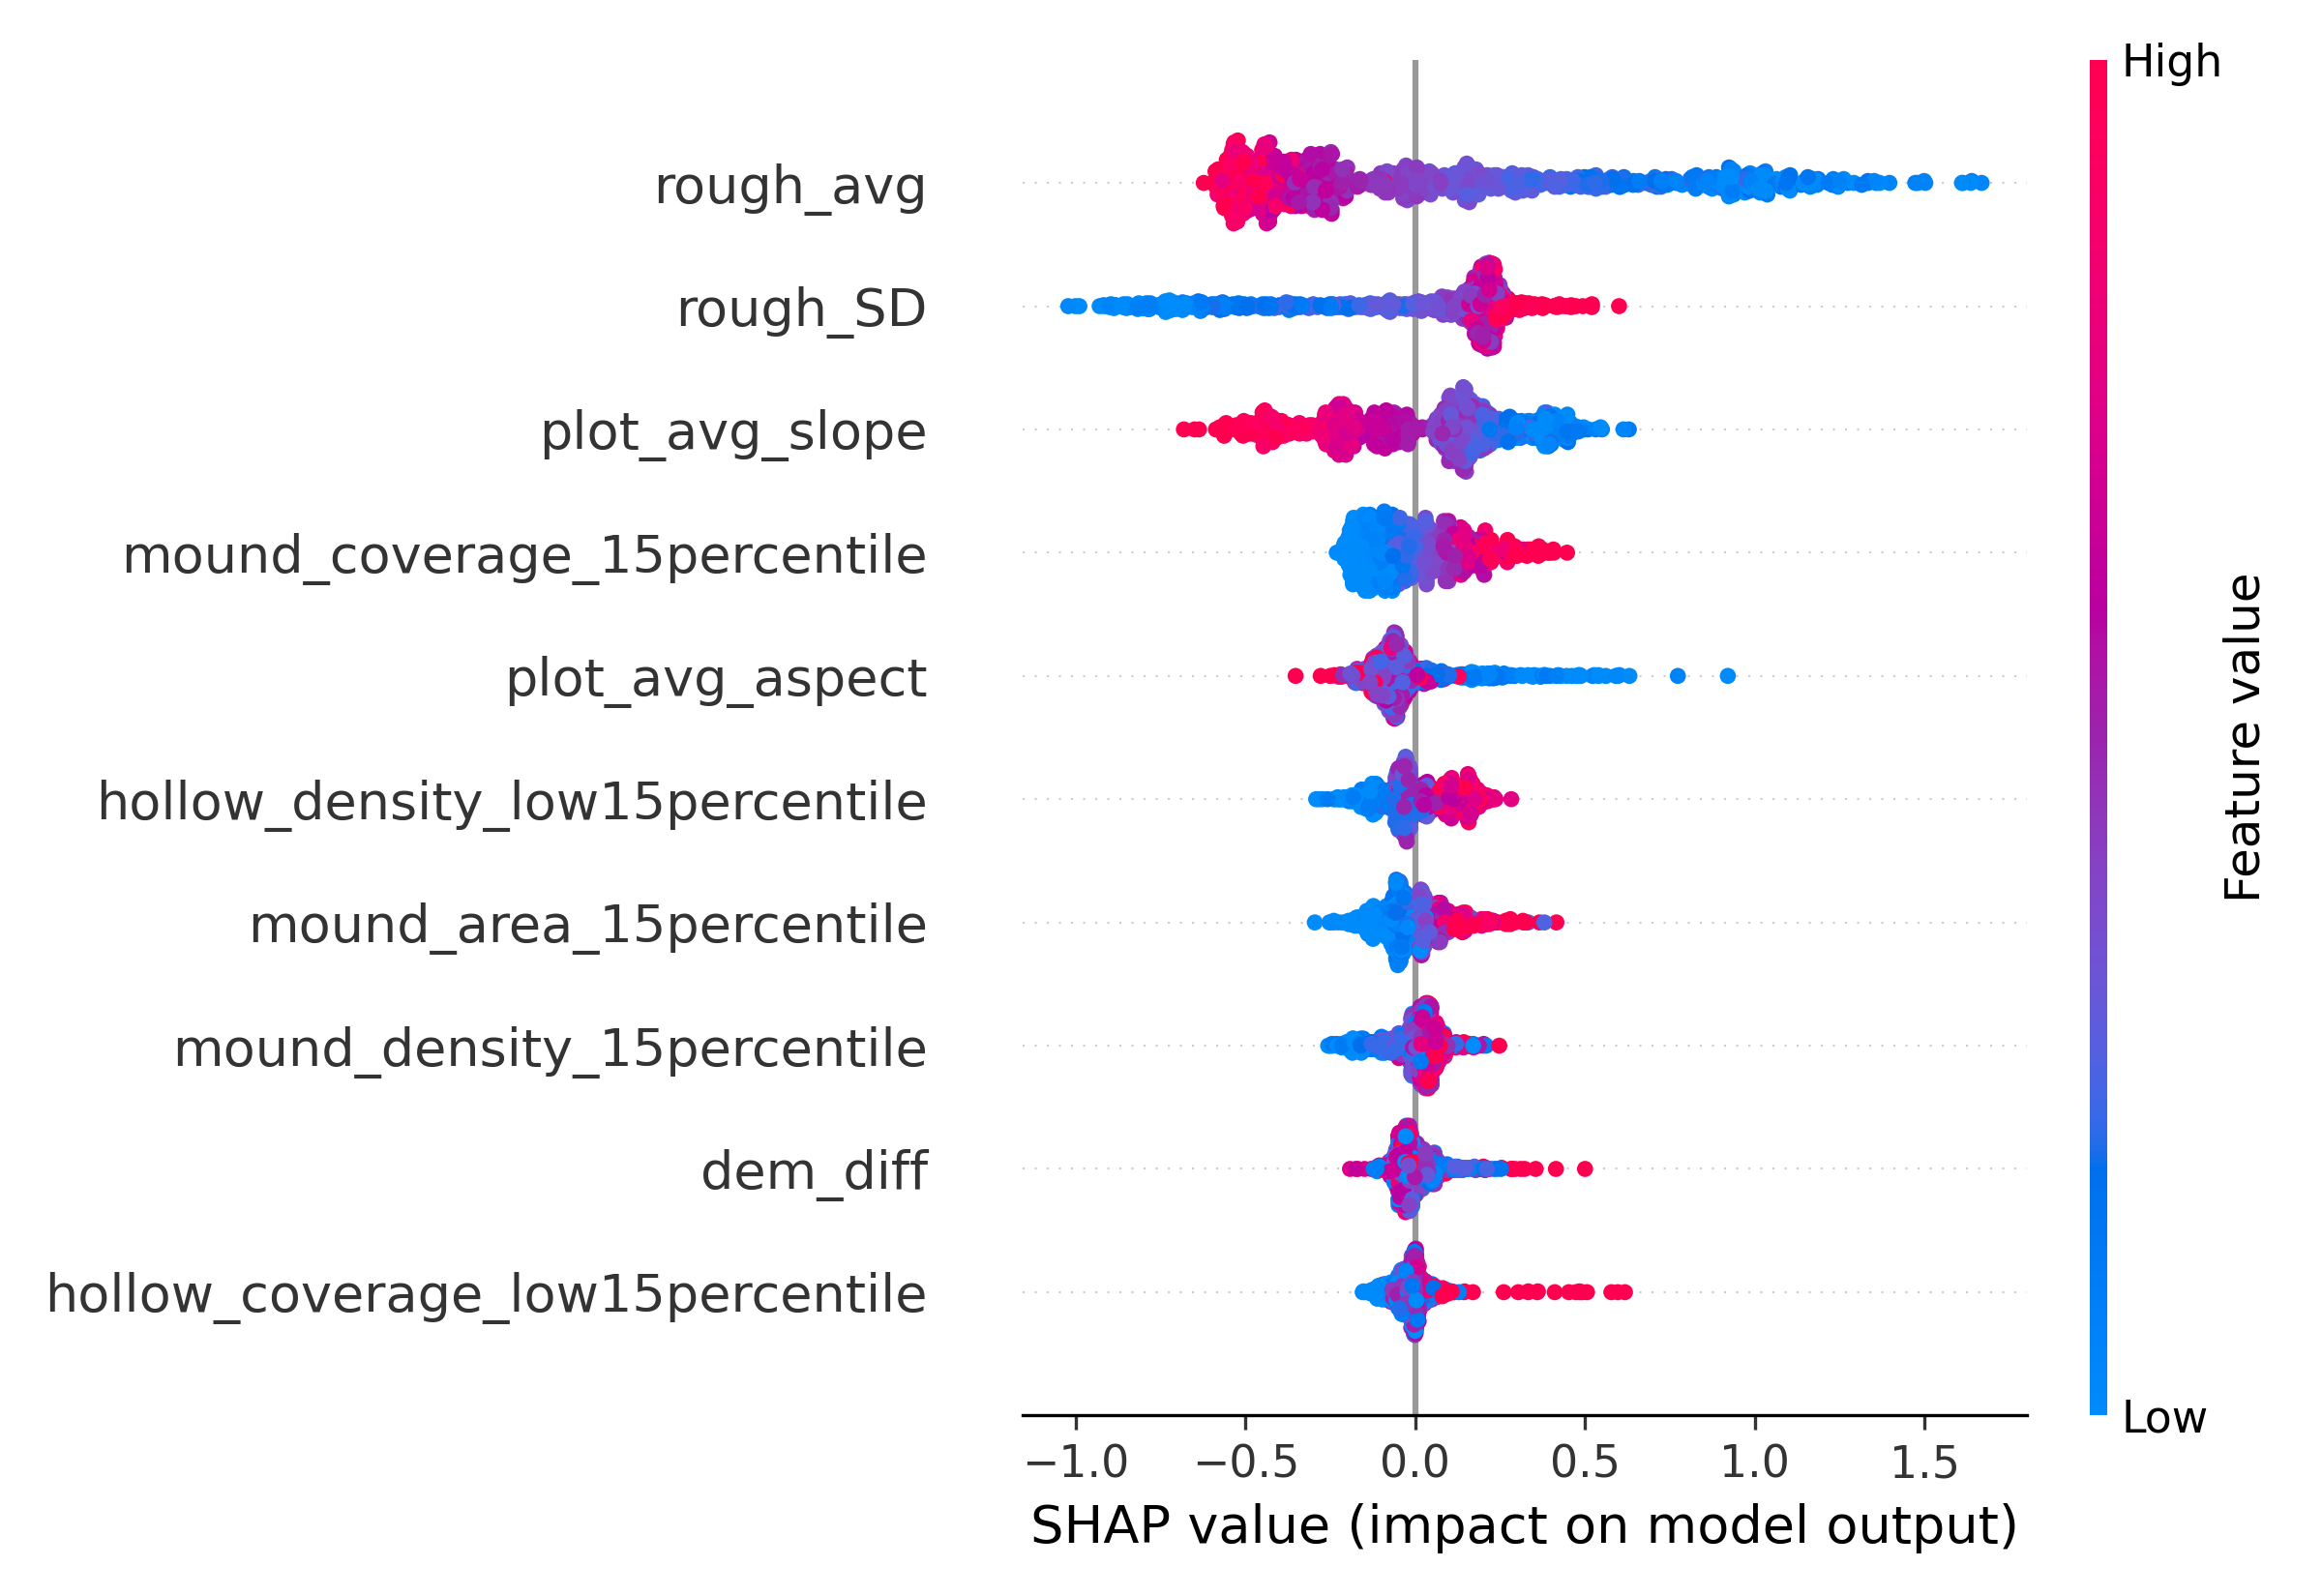 High
rough_avg
rough_SD
plot_avg_slope
mound_coverage_15percentile
plot_avg_aspect
hollow_density_low15percentile
mound_area_15percentile
mound_density_15percentile
dem_diff
hollow_coverage_low15percentile
Feature value
Low
−1.0 −0.5 0.0 0.5 1.0 1.5
SHAP value (impact on model output)